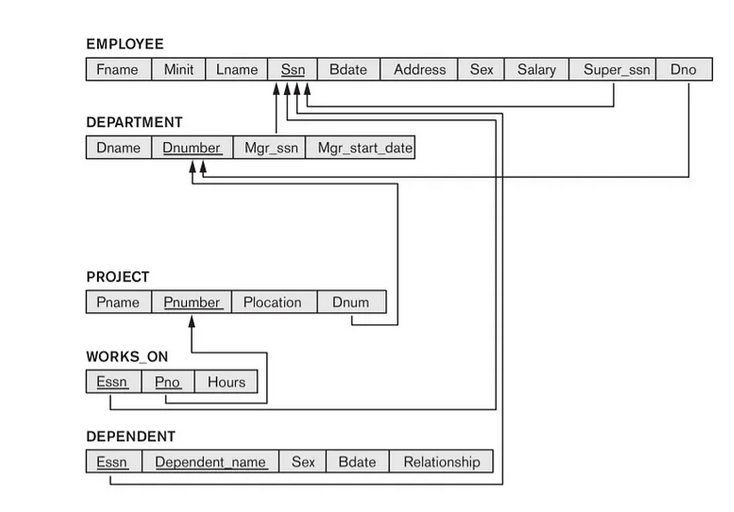 EMPLOYEE
Fname Minit Lname Ssn Bdate Address Sex Salary Super_ssn Dno
DEPARTMENT
Dname Dnumber Mgr_ssn Mgr_start_date
PROJECT
Pname Pnumber Plocation Dnum
WORKS_ON
Essn Pno Hours
DEPENDENT
Essn Dependent_name Sex Bdate Relationship